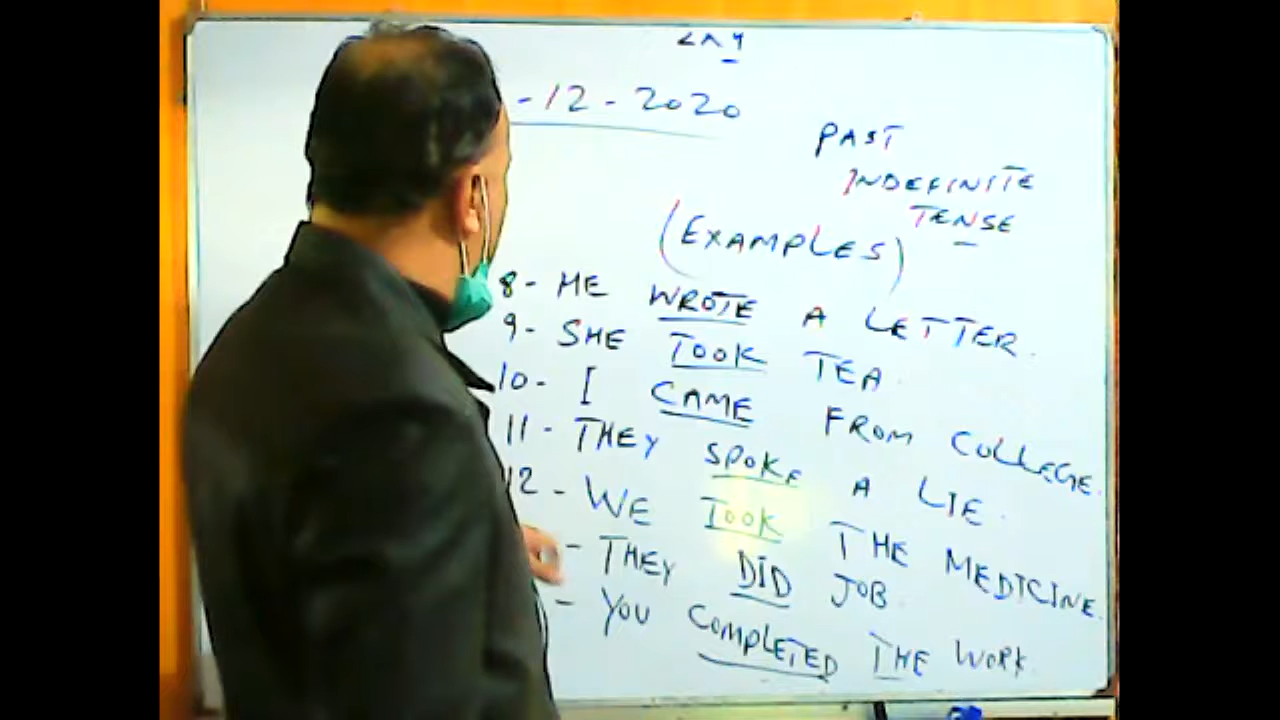 -12-2020
PAST
INDEFINITE
TENSE
(EXAMPLES)
8- HE WROTE A LETTER.
9- SHE TOOK TEA.
10- I CAME FROM COLLEGE.
11- THEY SPOKE A LIE.
12- WE TOOK THE MEDICINE.
- THEY DID JOB.
- YOU COMPLETED THE WORK.